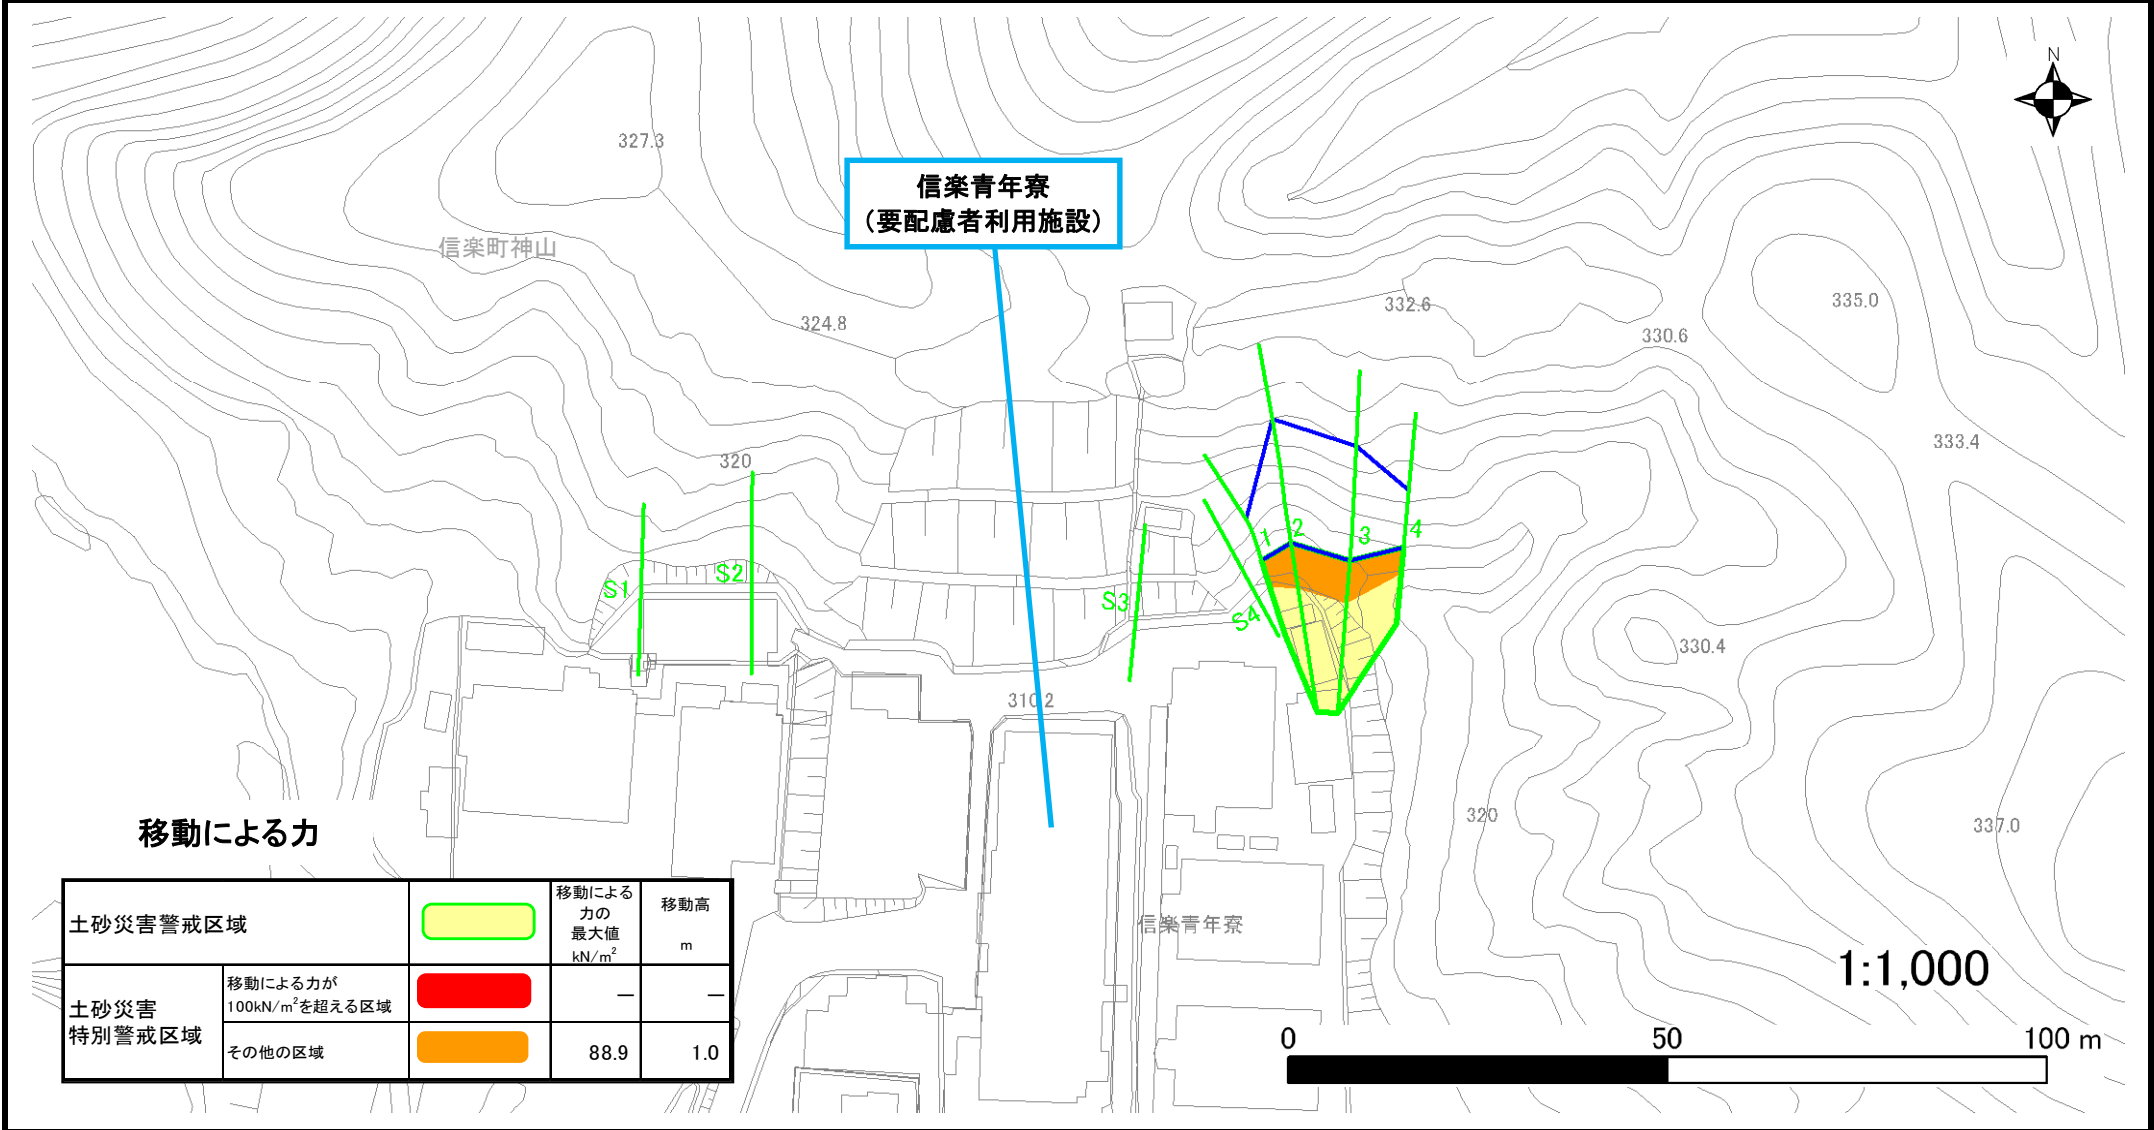 N
327.3
信楽青年寮
（要配慮者利用施設）
信楽町神山
324.8
332.6
335.0
330.6
333.4
320
1
2
3
4
S1
S2
S3
S4
330.4
310.2
320
337.0
移動による力
土砂災害警戒区域
移動による
力の
最大値
kN/m²
移動高
m
土砂災害
特別警戒区域
移動による力が
100kN/m²を超える区域
－
－
その他の区域
88.9
1.0
信楽青年寮
1:1,000
0
50
100 m